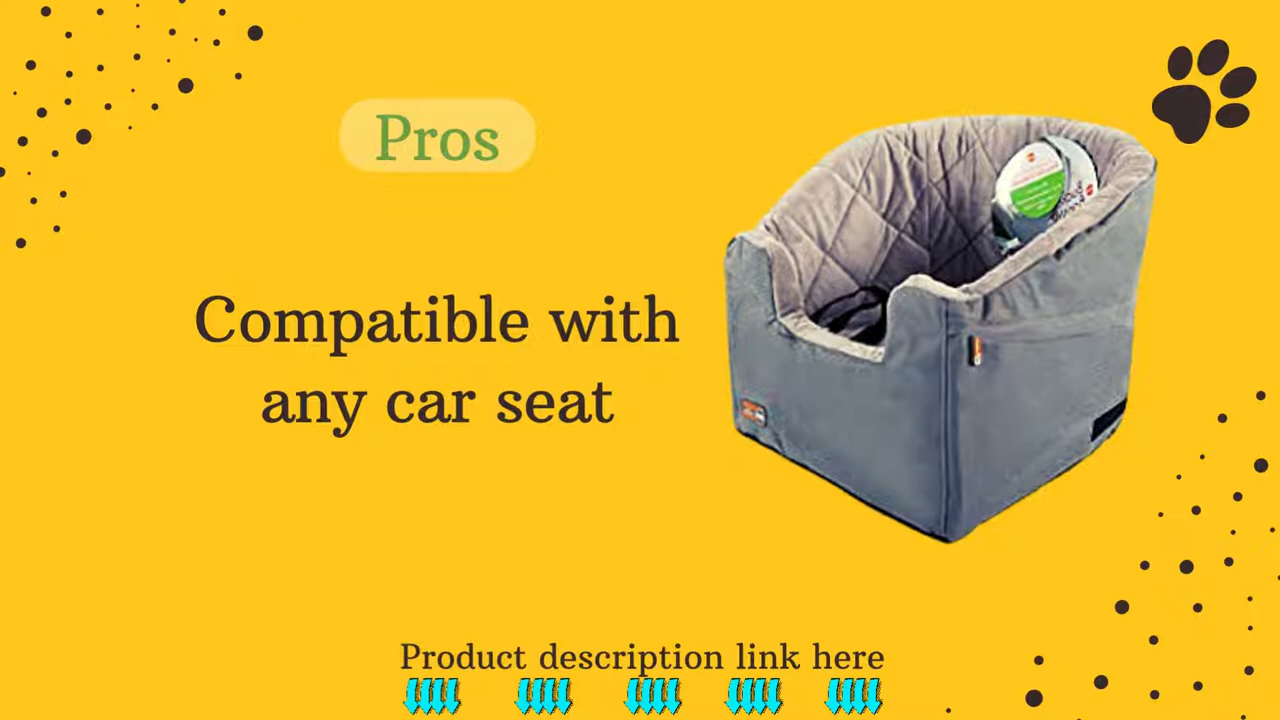 Pros
Compatible with
any car seat
Product description link here